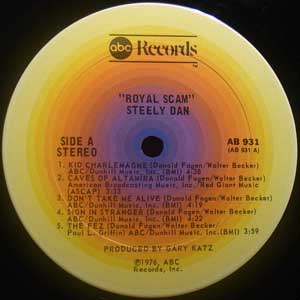 abc Records
TM
"ROYAL SCAM"
STEELY DAN
SIDE A
STEREO
AB 931
(AB 931 A)
1. KID CHARLEMAGNE (Donald Fagen/Walter Becker)
ABC/Dunhill Music, Inc. (BMI) 4:38
2. CAVES OF ALTAMIRA (Donald Fagen/Walter Becker)
American Broadcasting Music, Inc./Red Giant Music
(ASCAP) 3:33
3. DON'T TAKE ME ALIVE (Donald Fagen/Walter Becker)
ABC/Dunhill Music, Inc. (BMI) 4:19
4. SIGN IN STRANGER (Donald Fagen/Walter Becker)
ABC/Dunhill Music, Inc. (BMI) 4:23
5. THE FEZ (Donald Fagen/Walter Becker/
Paul L. Griffin) ABC/Dunhill Music, Inc. (BMI) 3:59
PRODUCED BY GARY KATZ
℗1976, ABC
Records, Inc.